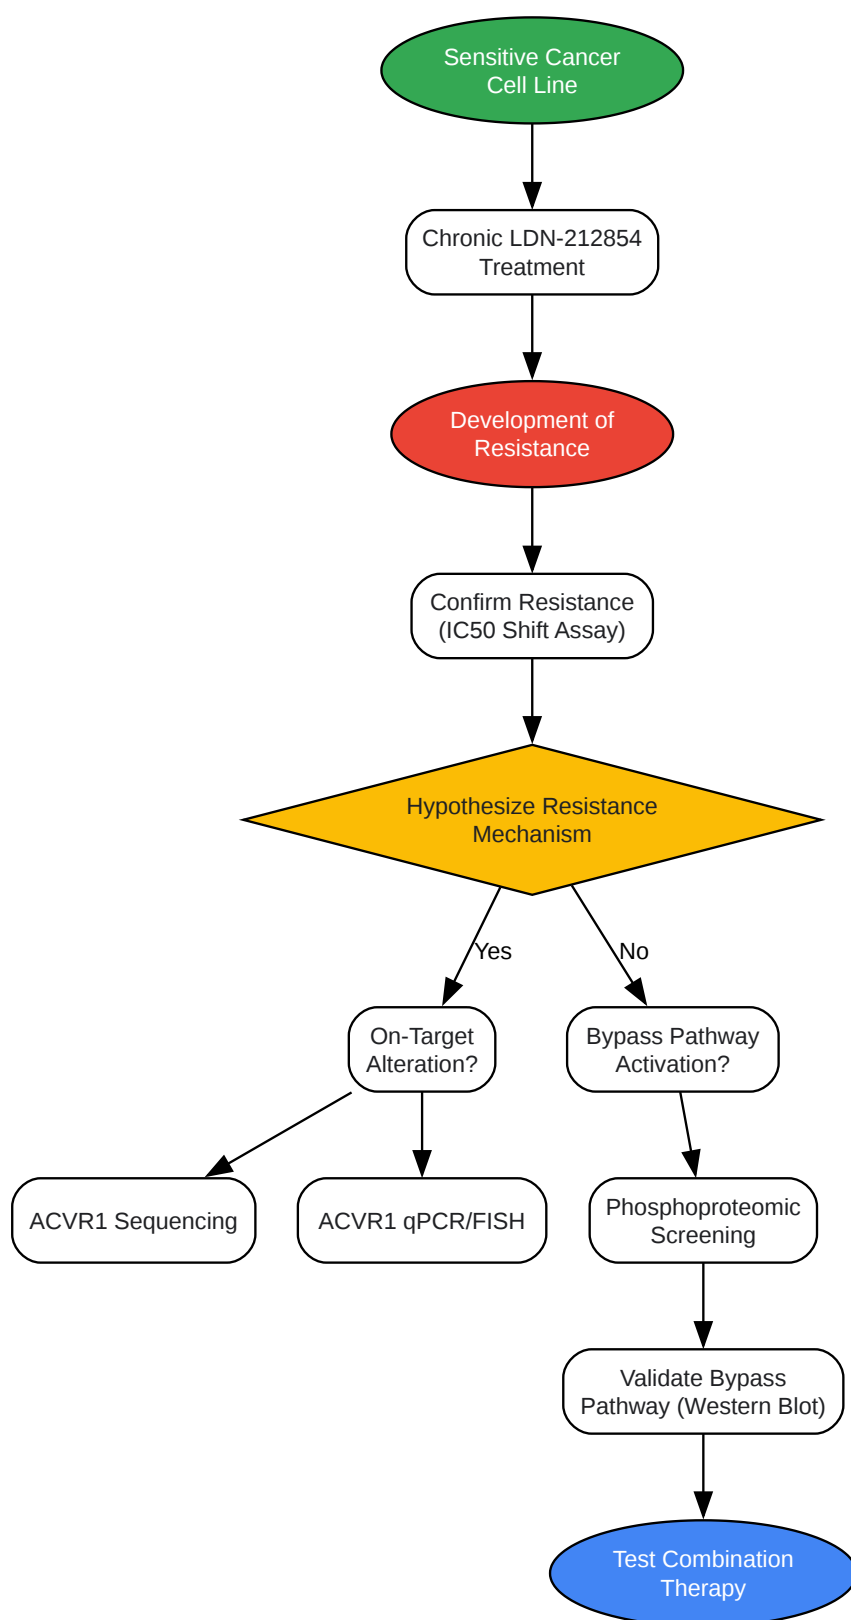 Sensitive Cancer
Cell Line
Chronic LDN-212854
Treatment
Development of
Resistance
Confirm Resistance
(IC50 Shift Assay)
Hypothesize Resistance
Mechanism
Yes
No
On-Target
Alteration?
Bypass Pathway
Activation?
ACVR1 Sequencing
ACVR1 qPCR/FISH
Phosphoproteomic
Screening
Validate Bypass
Pathway (Western Blot)
Test Combination
Therapy